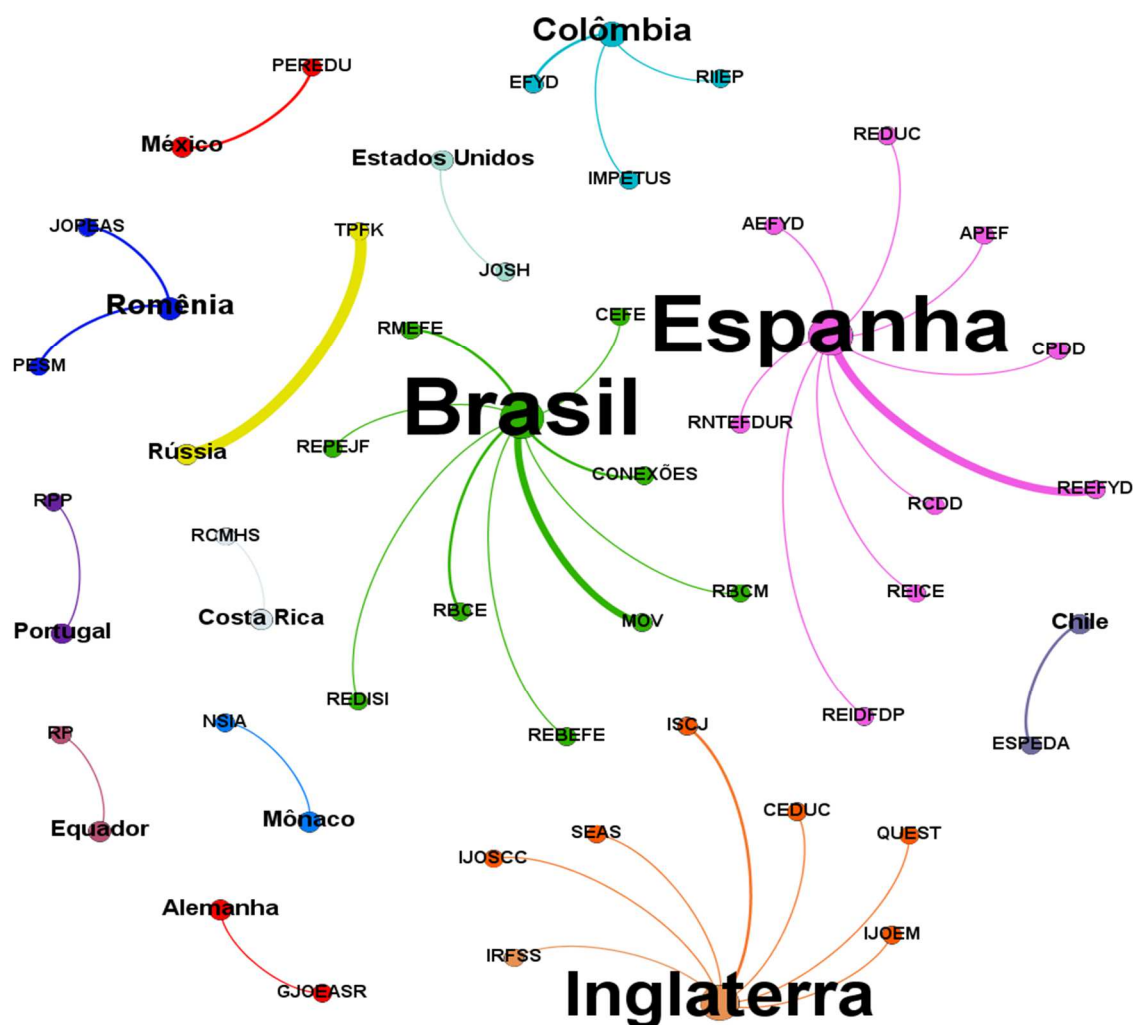 Colômbia
PEREDU
EFYD
RIIEP
México
Estados Unidos
REDUC
IMPETUS
JOPEAS
TPFK
AEFYD
APEF
JOSH
Romênia
RMEFE
CEFE
Espanha
PESM
CPDD
Brasil
RNTEFDUR
REPEJF
Rússia
CONEXÕES
REEFYD
RPP
RCDD
RCMHS
RBCM
REICE
RBCE
MOV
Costa Rica
Chile
Portugal
REDISI
REIDFDP
NSIA
ISCJ
RP
REBEFE
ESPEDA
CEDUC
Mônaco
Equador
SEAS
QUEST
IJOSCC
Alemanha
IJOEM
IRFSS
GJOEASR
Inglaterra